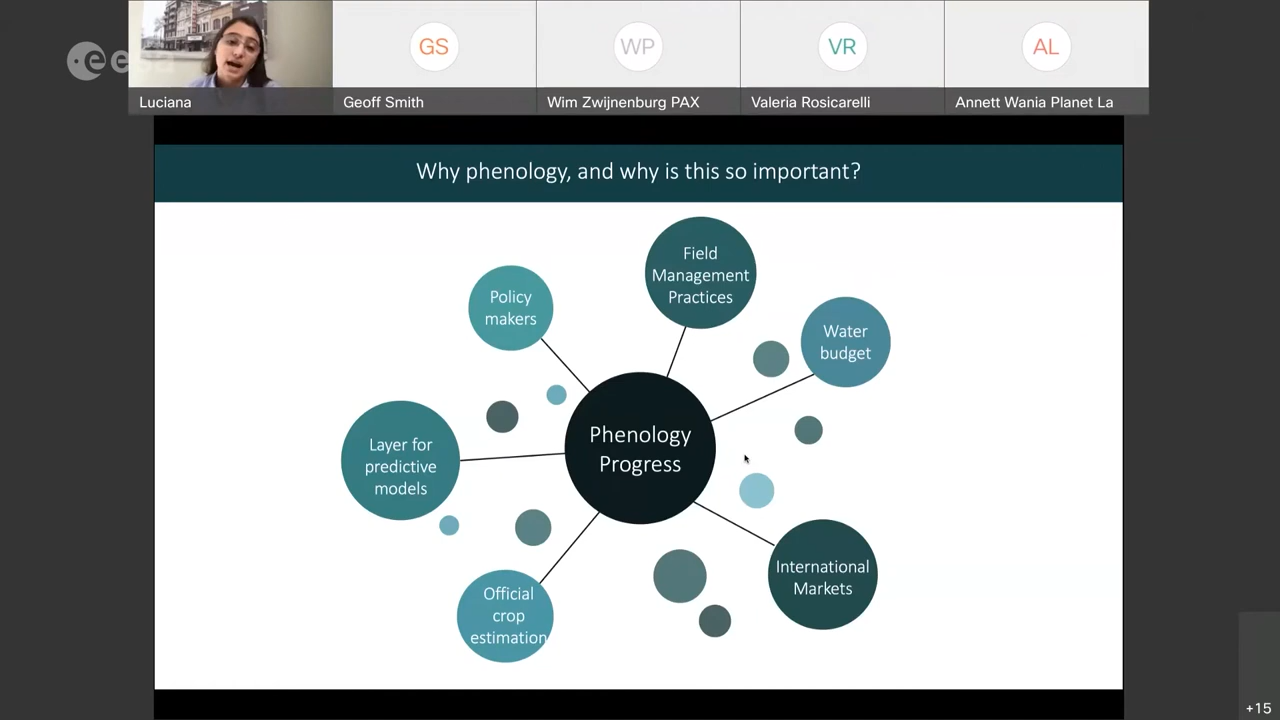 esa
GS
WP
VR
AL
Luciana
Geoff Smith
Wim Zwijnenburg PAX
Valeria Rosicarelli
Annett Wania Planet La
Why phenology, and why is this so important?
Field
Management
Practices
Policy
makers
Water
budget
Phenology
Progress
Layer for
predictive
models
International
Markets
Official
crop
estimation
+15